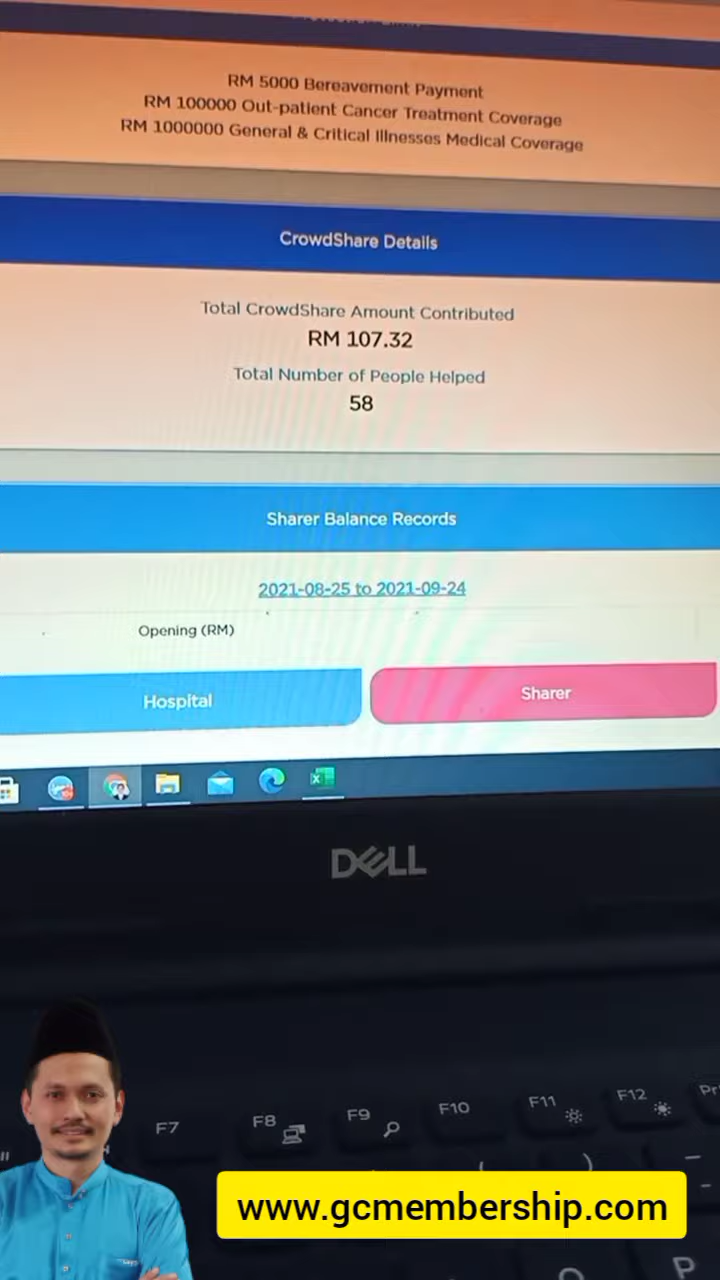 RM 5000 Bereavement Payment
RM 100000 Out-patient Cancer Treatment Coverage
RM 1000000 General & Critical Illnesses Medical Coverage
CrowdShare Details
Total CrowdShare Amount Contributed
RM 107.32
Total Number of People Helped
58
Sharer Balance Records
2021-08-25 to 2021-09-24
Opening (RM)
Hospital
Sharer
DELL
F7
F8
F9
F10
F11
F12
P
www.gcmembership.com